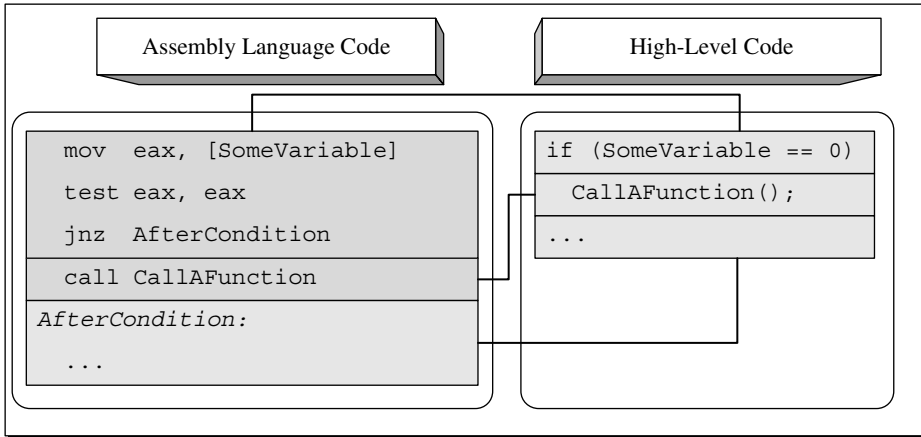 Assembly Language Code
High-Level Code
mov eax, [SomeVariable]
test eax, eax
jnz AfterCondition
call CallAFunction
AfterCondition:
...
if (SomeVariable == 0)
CallAFunction();
...